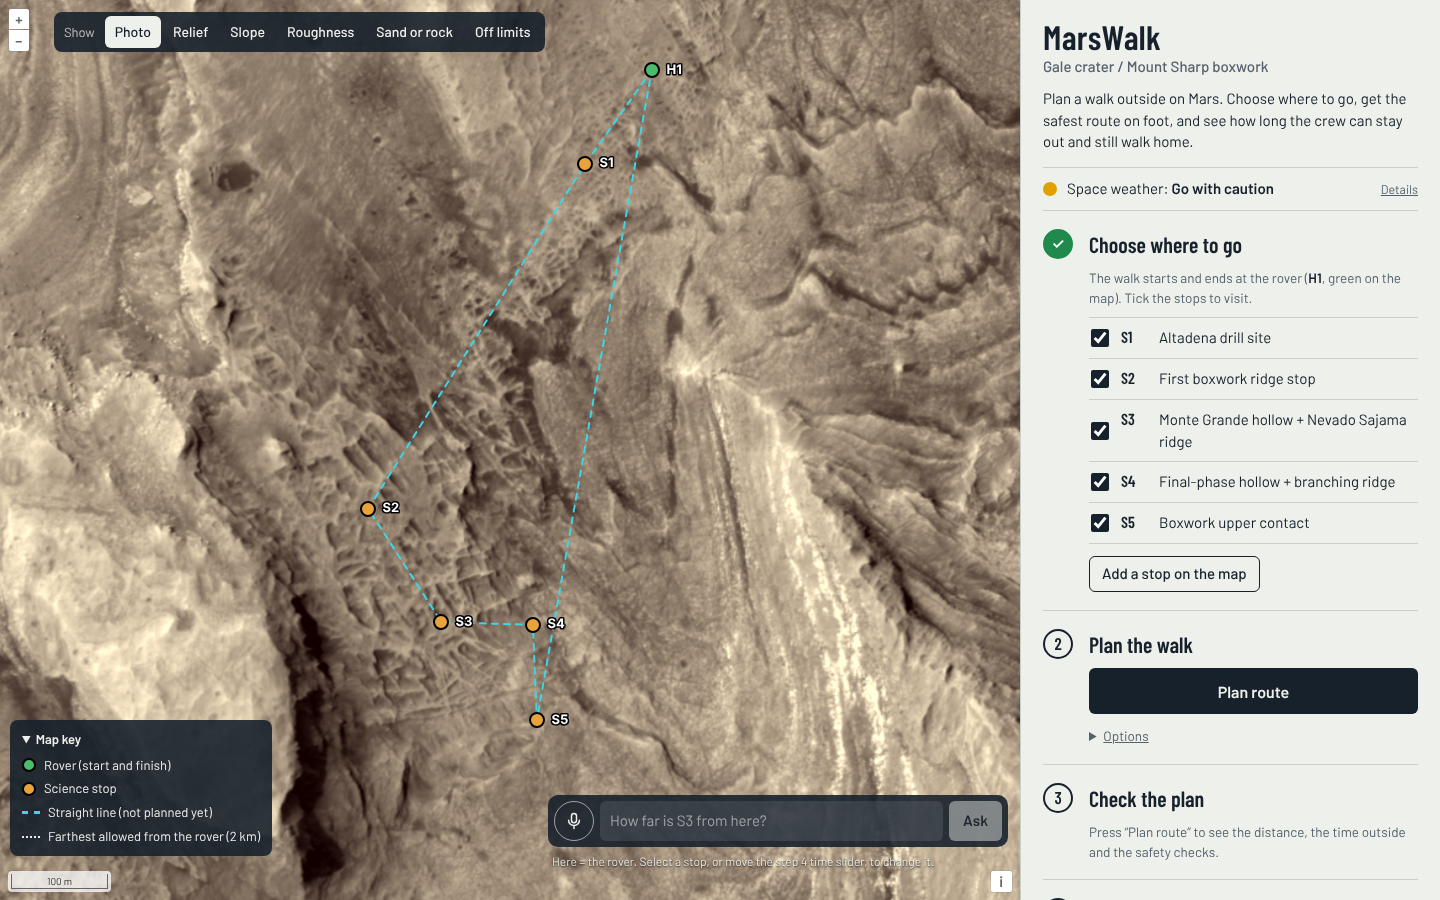 +
−
Show Photo Relief Slope Roughness Sand or rock Off limits
H1
S1
S2
S3
S4
S5
▼ Map key
Rover (start and finish)
Science stop
Straight line (not planned yet)
Farthest allowed from the rover (2 km)
100 m
How far is S3 from here?
Ask
Here = the rover. Select a stop, or move the step 4 time slider, to change it.
i
MarsWalk
Gale crater / Mount Sharp boxwork
Plan a walk outside on Mars. Choose where to go, get the
safest route on foot, and see how long the crew can stay
out and still walk home.
Space weather: Go with caution Details
Choose where to go
The walk starts and ends at the rover (H1, green on the
map). Tick the stops to visit.
S1 Altadena drill site
S2 First boxwork ridge stop
S3 Monte Grande hollow + Nevado Sajama
ridge
S4 Final-phase hollow + branching ridge
S5 Boxwork upper contact
Add a stop on the map
2 Plan the walk
Plan route
▶ Options
3 Check the plan
Press “Plan route” to see the distance, the time outside
and the safety checks.